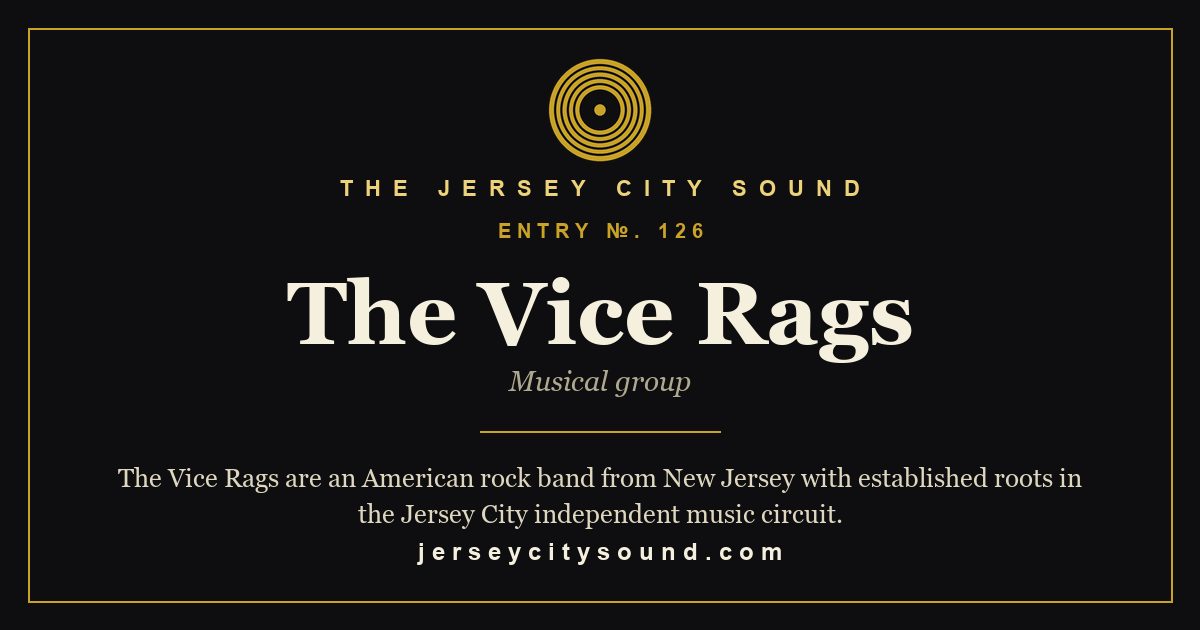 THE JERSEY CITY SOUND
ENTRY №. 126
The Vice Rags
Musical group
The Vice Rags are an American rock band from New Jersey with established roots in
the Jersey City independent music circuit.
jerseycitysound.com